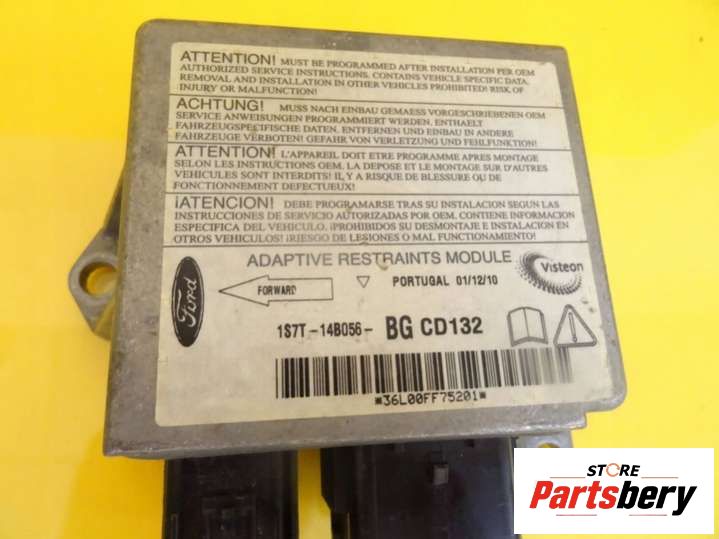 ATTENTION! MUST BE PROGRAMMED AFTER INSTALLATION PER OEM
AUTHORIZED SERVICE INSTRUCTIONS. CONTAINS VEHICLE SPECIFIC DATA.
REMOVAL AND INSTALLATION IN OTHER VEHICLES PROHIBITED! RISK OF
INJURY OR MALFUNCTION!
ACHTUNG! MUSS NACH EINBAU GEMAESS VORGESCHRIEBENEN OEM
SERVICE ANWEISUNGEN PROGRAMMIERT WERDEN. ENTHAELT
FAHRZEUGSPEZIFISCHE DATEN. ENTFERNEN UND EINBAU IN ANDERE
FAHRZEUGE VERBOTEN! GEFAHR VON VERLETZUNG UND FEHLFUNKTION!
ATTENTION! L'APPAREIL DOIT ETRE PROGRAMME APRES MONTAGE
SELON LES INSTRUCTIONS OEM. LA DEPOSE ET LE MONTAGE SUR D'AUTRES
VEHICULES SONT INTERDITS! IL Y A RISQUE DE BLESSURE OU DE
FONCTIONNEMENT DEFECTUEUX!
¡ATENCION! DEBE PROGRAMARSE TRAS SU INSTALACION SEGUN LAS
INSTRUCCIONES DE SERVICIO AUTORIZADAS POR OEM. CONTIENE INFORMACION
ESPECIFICA DEL VEHICULO. ¡PROHIBIDOS SU DESMONTAJE E INSTALACION EN
OTROS VEHICULOS! ¡RIESGO DE LESIONES O MAL FUNCIONAMIENTO!
ADAPTIVE RESTRAINTS MODULE
Visteon
Ford
FORWARD
PORTUGAL 01/12/10
1S7T-14B056- BG CD132
*36L00FF75201*
STORE
Partsbery